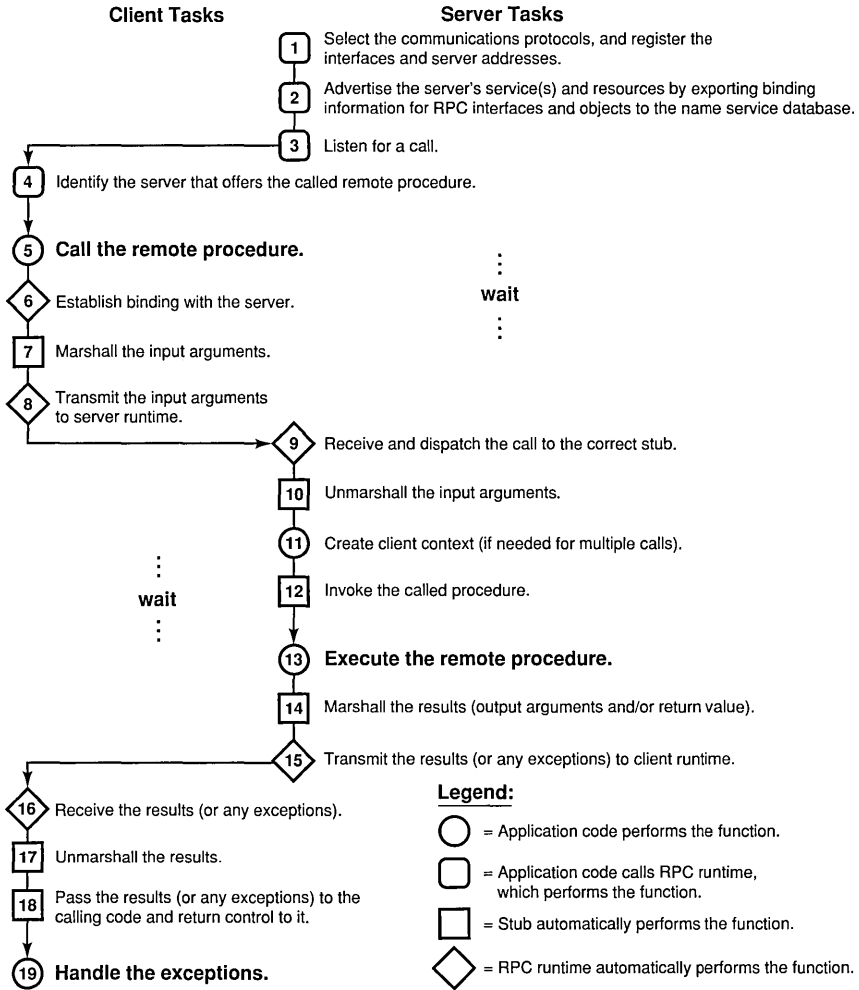 Client Tasks
Server Tasks
1 Select the communications protocols, and register the
interfaces and server addresses.
2 Advertise the server's service(s) and resources by exporting binding
information for RPC interfaces and objects to the name service database.
3 Listen for a call.
4 Identify the server that offers the called remote procedure.
5 Call the remote procedure.
wait
6 Establish binding with the server.
7 Marshall the input arguments.
8 Transmit the input arguments
to server runtime.
9 Receive and dispatch the call to the correct stub.
10 Unmarshall the input arguments.
11 Create client context (if needed for multiple calls).
wait
12 Invoke the called procedure.
13 Execute the remote procedure.
14 Marshall the results (output arguments and/or return value).
15 Transmit the results (or any exceptions) to client runtime.
16 Receive the results (or any exceptions).
17 Unmarshall the results.
18 Pass the results (or any exceptions) to the
calling code and return control to it.
19 Handle the exceptions.
Legend:
= Application code performs the function.
= Application code calls RPC runtime,
which performs the function.
= Stub automatically performs the function.
= RPC runtime automatically performs the function.